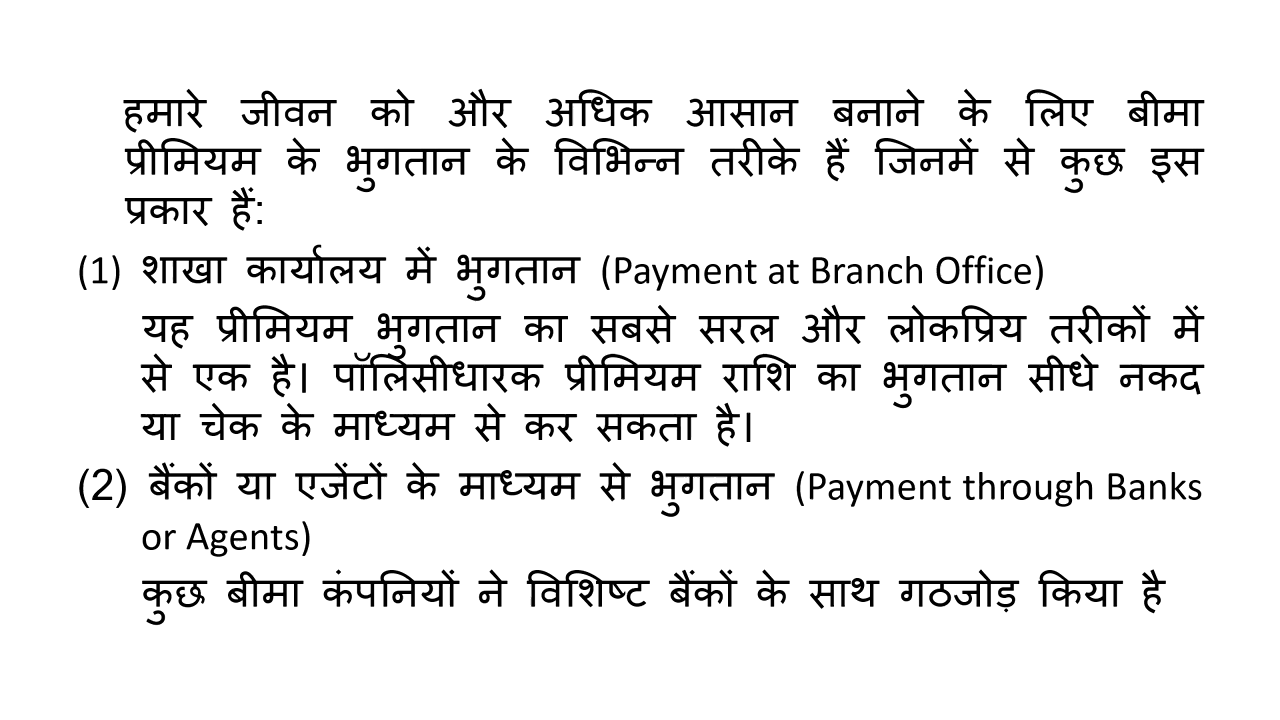 हमारे जीवन को और अधिक आसान बनाने के लिए बीमा
प्रीमियम के भुगतान के विभिन्न तरीके हैं जिनमें से कुछ इस
प्रकार हैं:
(1) शाखा कार्यालय में भुगतान (Payment at Branch Office)
यह प्रीमियम भुगतान का सबसे सरल और लोकप्रिय तरीकों में
से एक है। पॉलिसीधारक प्रीमियम राशि का भुगतान सीधे नकद
या चेक के माध्यम से कर सकता है।
(2) बैंकों या एजेंटों के माध्यम से भुगतान (Payment through Banks
or Agents)
कुछ बीमा कंपनियों ने विशिष्ट बैंकों के साथ गठजोड़ किया है